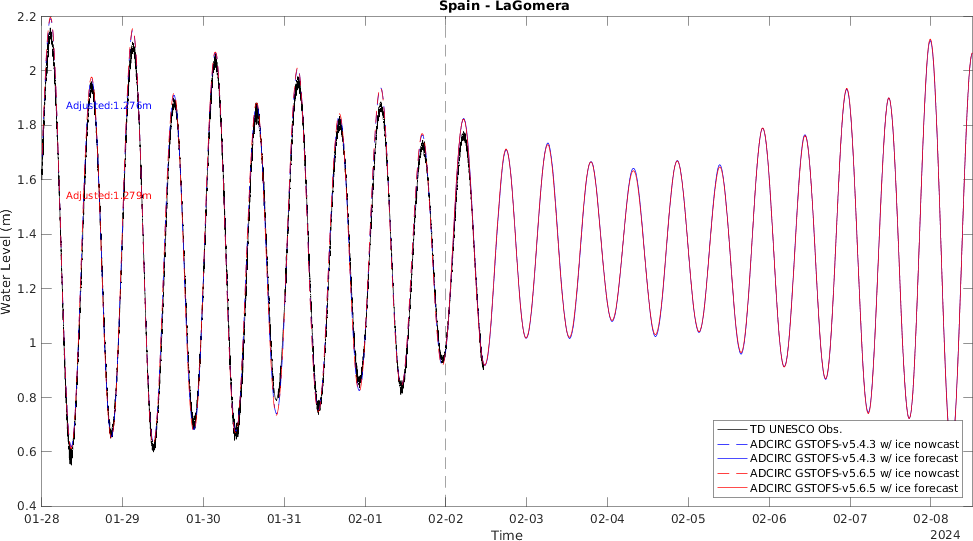 Spain - LaGomera
2.2
2
1.8
1.6
1.4
1.2
1
0.8
0.6
0.4
Water Level (m)
Adjusted:1.276m
Adjusted:1.279m
TD UNESCO Obs.
ADCIRC GSTOFS-v5.4.3 w/ ice nowcast
ADCIRC GSTOFS-v5.4.3 w/ ice forecast
ADCIRC GSTOFS-v5.6.5 w/ ice nowcast
ADCIRC GSTOFS-v5.6.5 w/ ice forecast
01-28 01-29 01-30 01-31 02-01 02-02 02-03 02-04 02-05 02-06 02-07 02-08
Time
2024